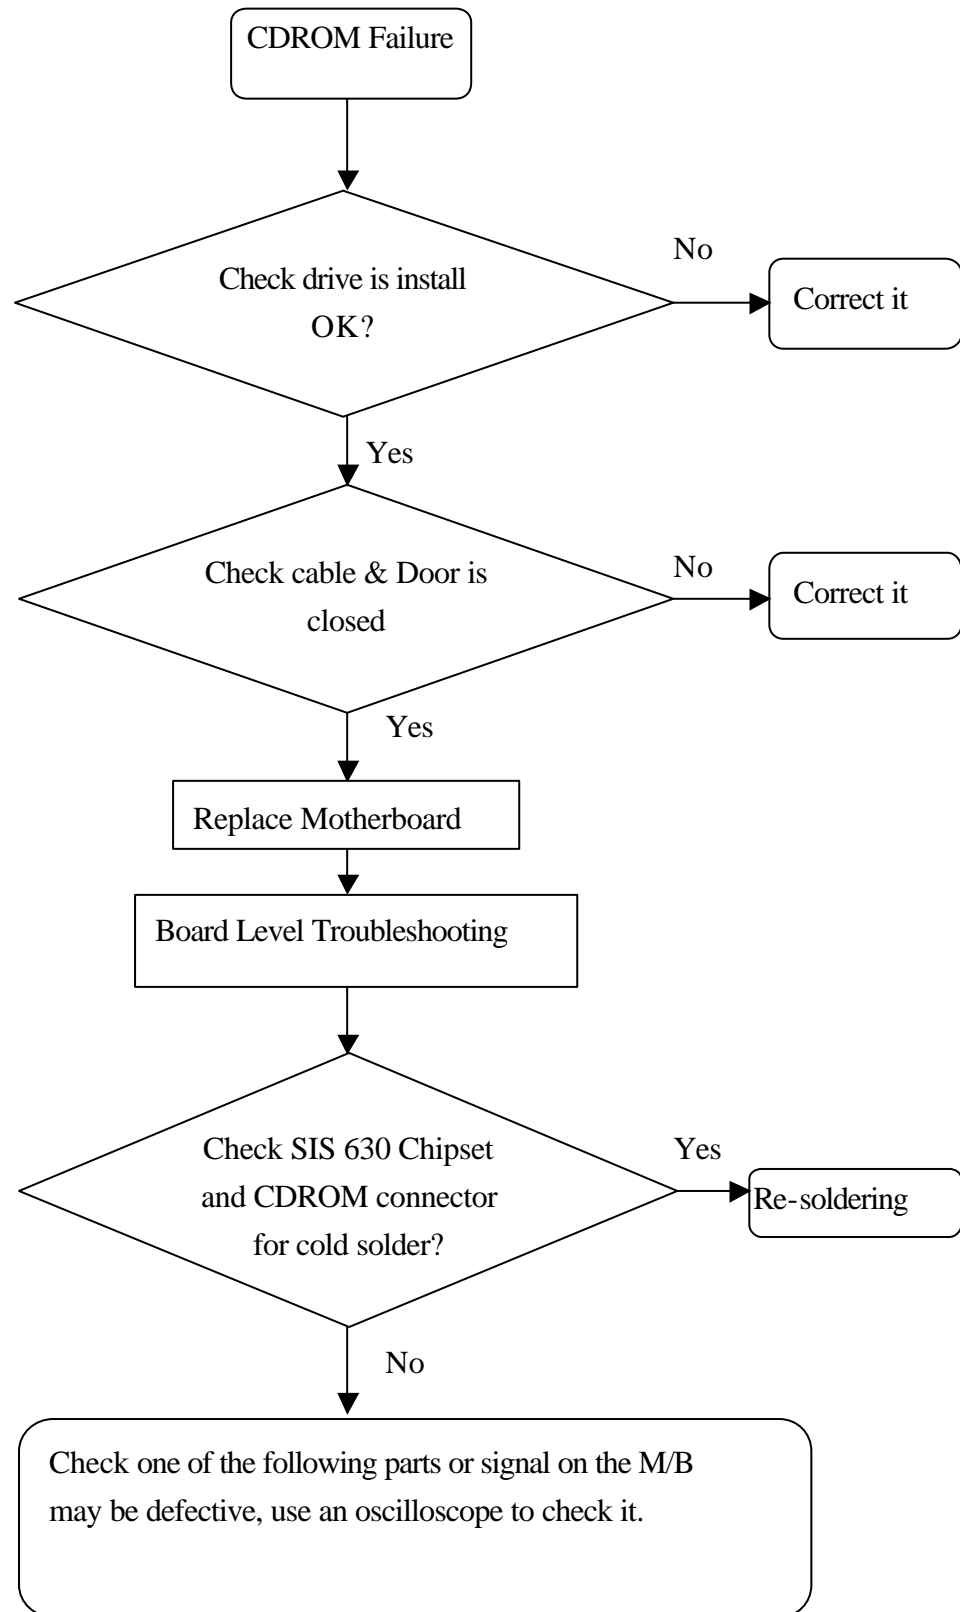 CDROM Failure
Check drive is install
OK?
No
Correct it
Yes
Check cable & Door is
closed
No
Correct it
Yes
Replace Motherboard
Board Level Troubleshooting
Check SIS 630 Chipset
and CDROM connector
for cold solder?
Yes
Re-soldering
No
Check one of the following parts or signal on the M/B
may be defective, use an oscilloscope to check it.